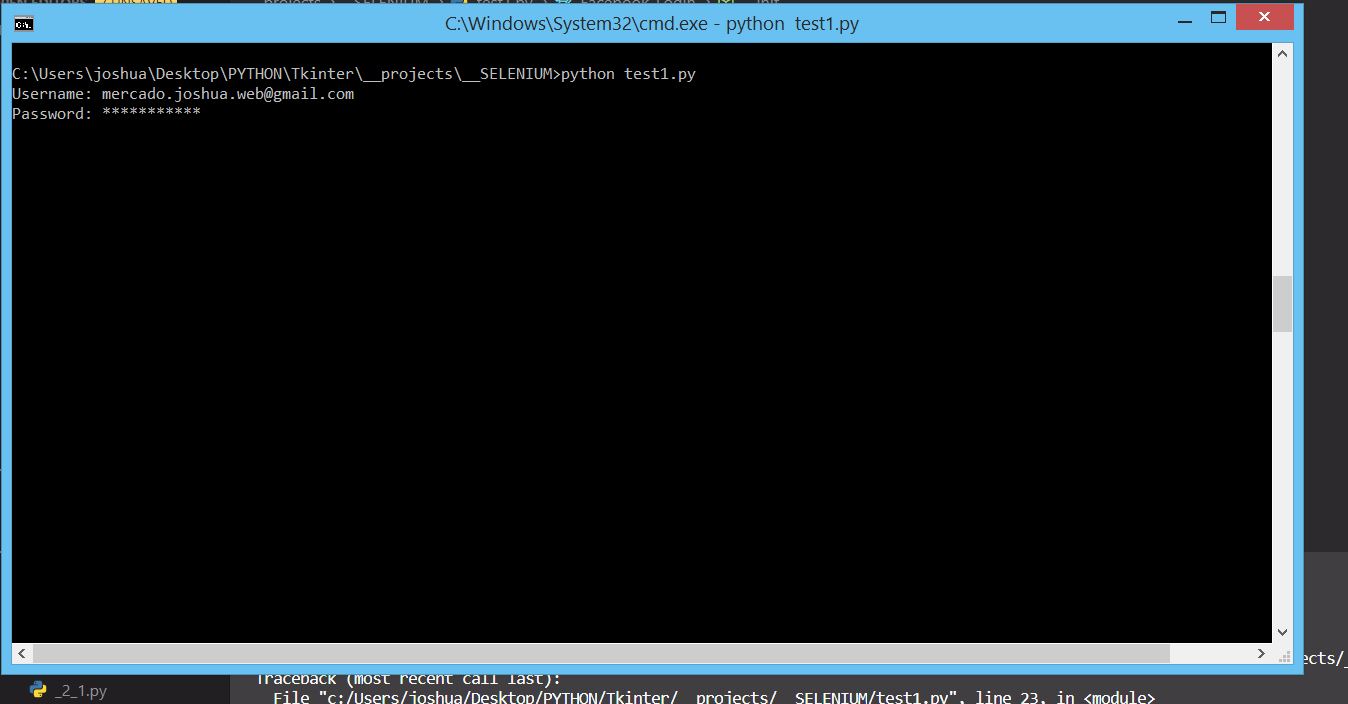 C:\Windows\System32\cmd.exe - python  test1.py
C:\Users\joshua\Desktop\PYTHON\Tkinter\__projects\__SELENIUM>python test1.py
Username: mercado.joshua.web@gmail.com
Password: ***********
_2_1.py
Traceback (most recent call last):
File "c:/Users/joshua/Desktop/PYTHON/Tkinter/__projects/__SELENIUM/test1.py", line 23, in <module>